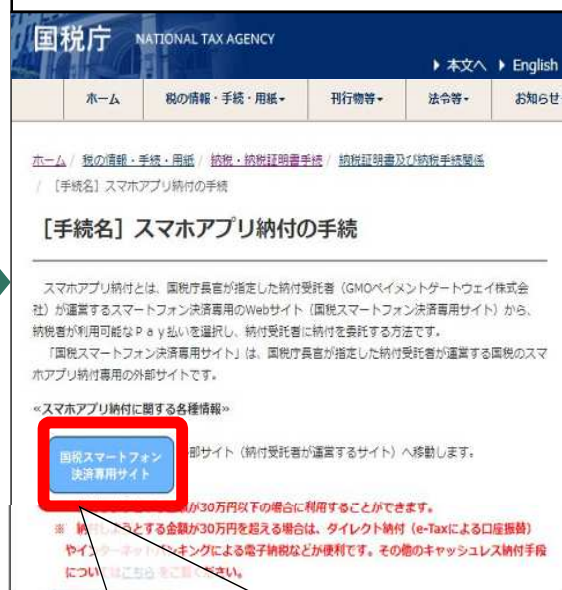 国税庁 NATIONAL TAX AGENCY
本文へ English
ホーム 税の情報・手続・用紙 刊行物等 法令等 お知らせ
ホーム / 税の情報・手続・用紙 / 納税・納税証明書手続 / 納税証明書及び納税手続関係
/ [手続名] スマホアプリ納付の手続
[手続名] スマホアプリ納付の手続
スマホアプリ納付とは、国税庁長官が指定した納付受託者(GMOペイメントゲートウェイ株式会
社)が運営するスマートフォン決済専用のWebサイト(国税スマートフォン決済専用サイト)から、
納税者が利用可能なPay払いを選択し、納付受託者に納付を委託する方法です。
「国税スマートフォン決済専用サイト」は、国税庁長官が指定した納付受託者が運営する国税のスマ
ホアプリ納付専用の外部サイトです。
≪スマホアプリ納付に関する各種情報≫
国税スマートフォン
決済専用サイト
部サイト(納付受託者が運営するサイト)へ移動します。
が30万円以下の場合に利用することができます。
※ 納付しようとする金額が30万円を超える場合は、ダイレクト納付(e-Taxによる口座振替)
やインターネットバンキングによる電子納税などが便利です。その他のキャッシュレス納付手段
についてはこちらをご覧ください。